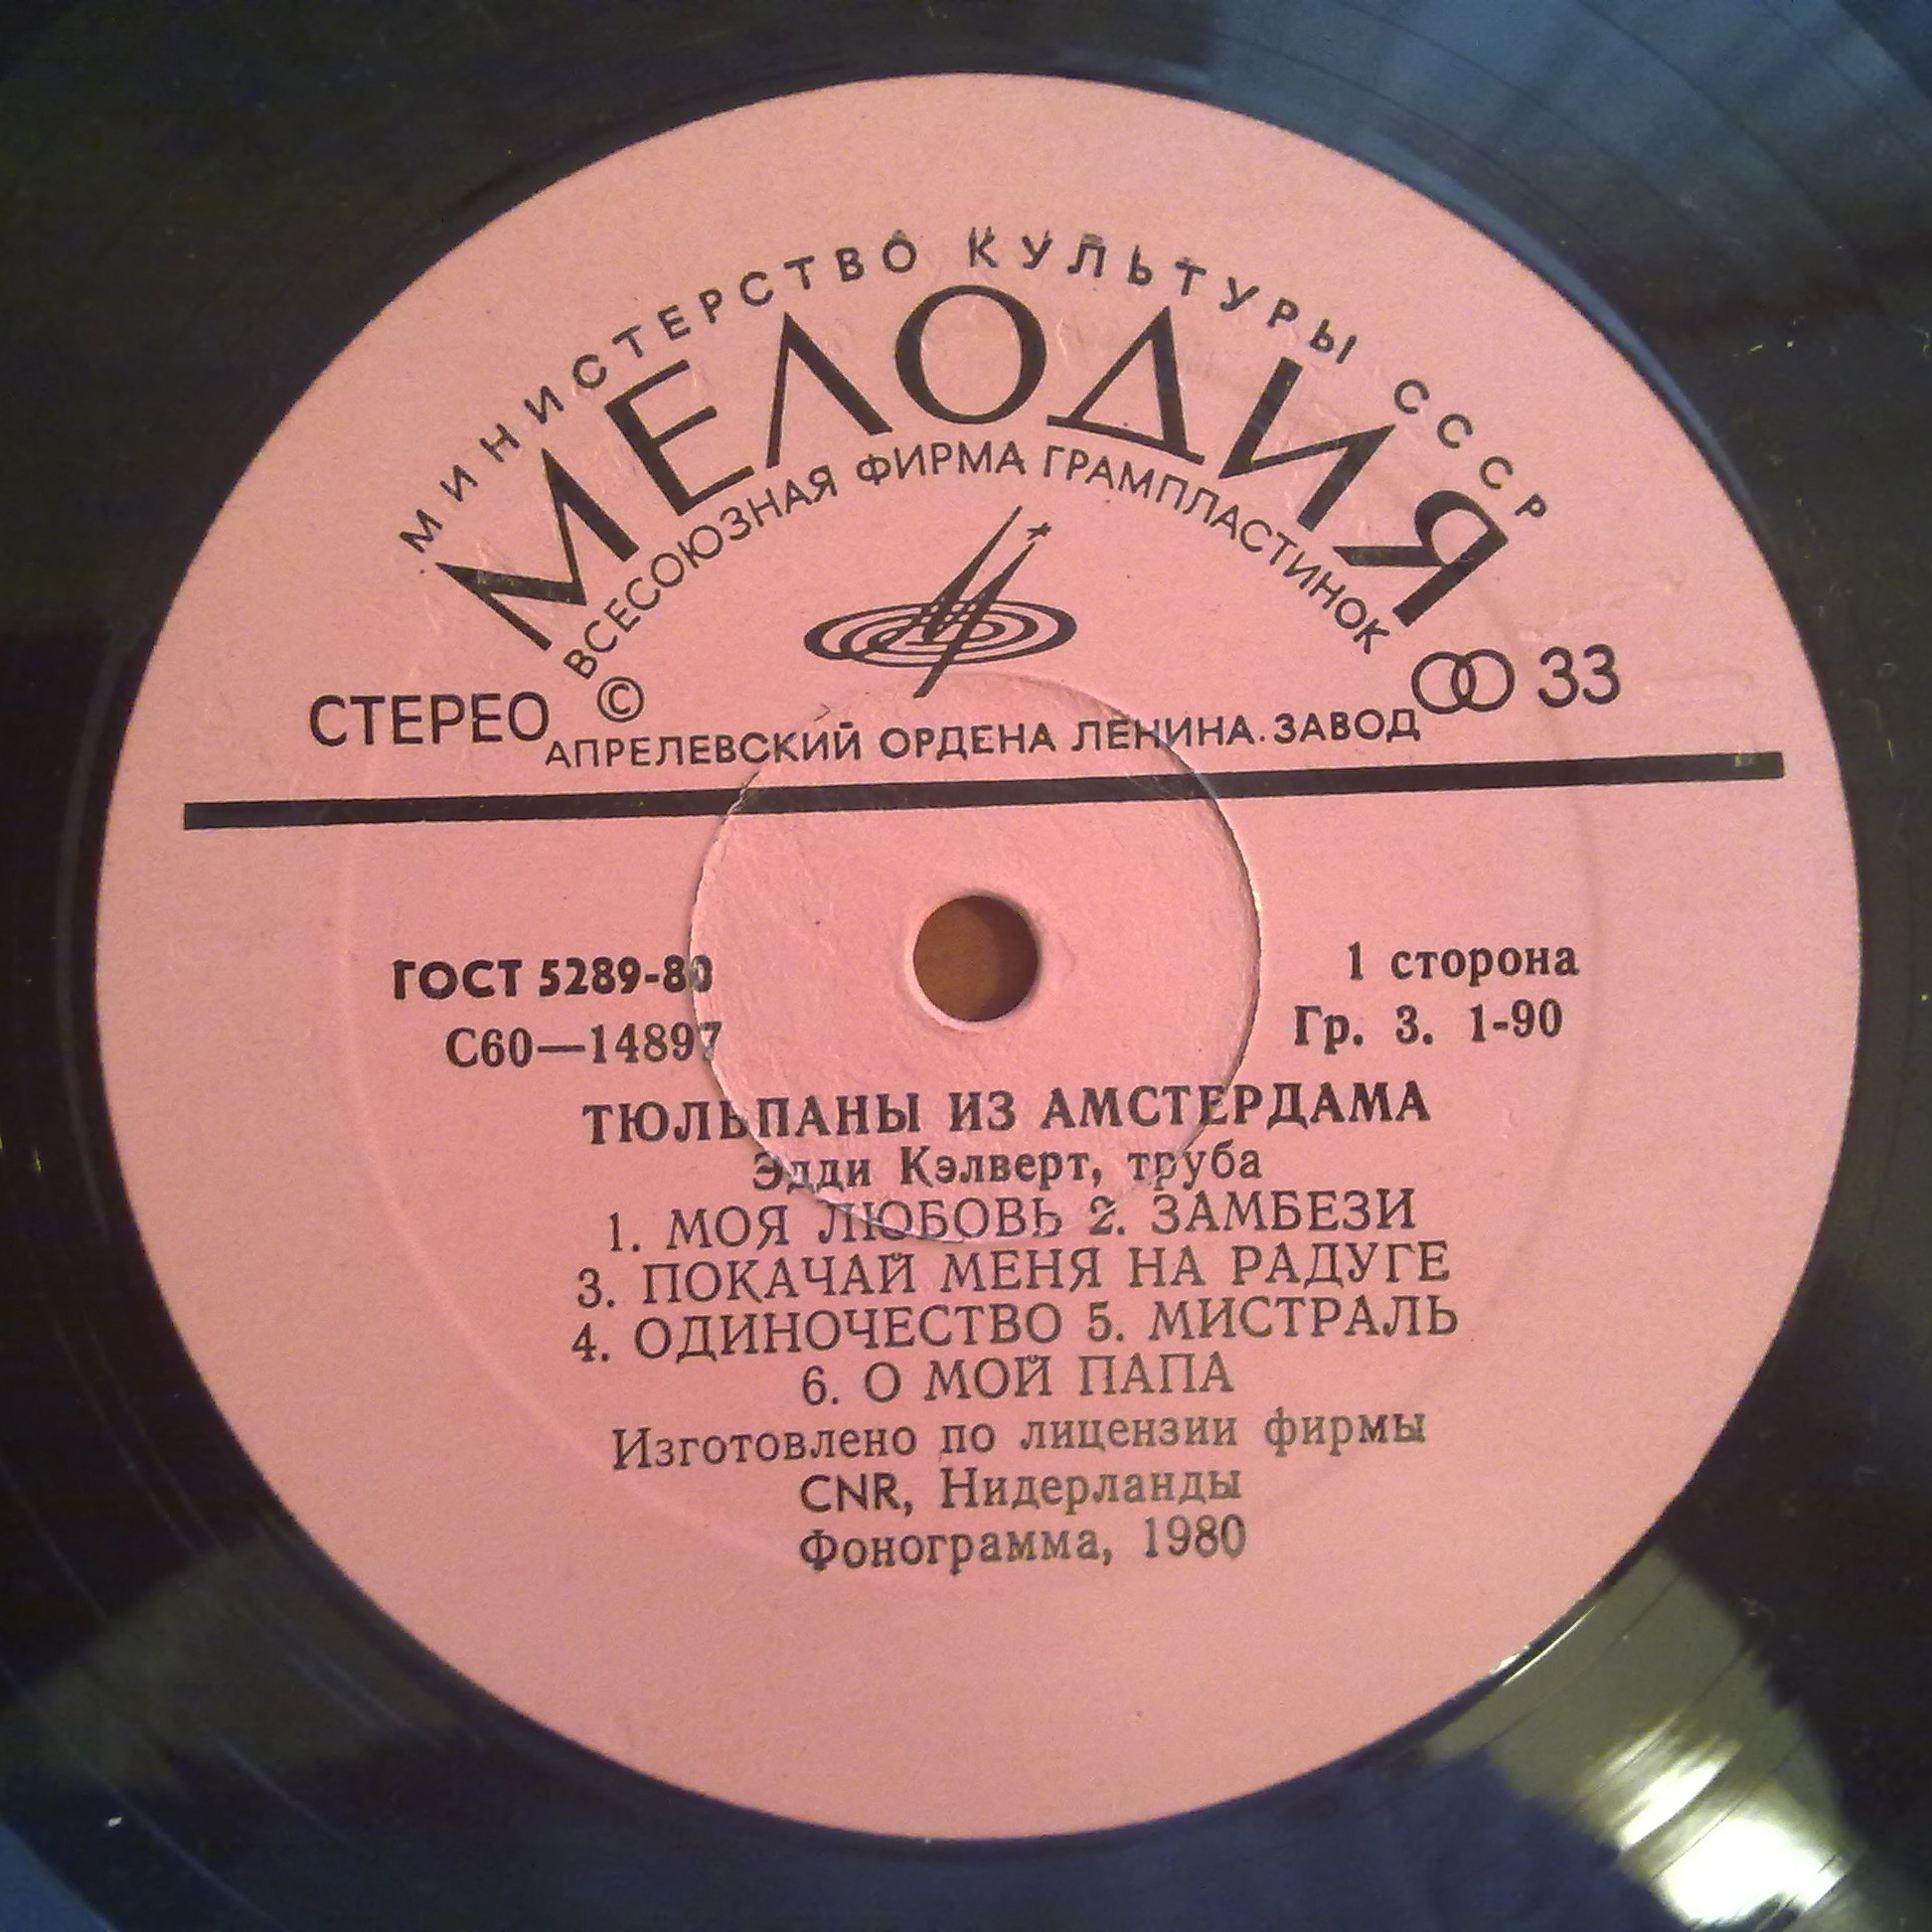 МИНИСТЕРСТВО КУЛЬТУРЫ СССР
МЕЛОДИЯ
ВСЕСОЮЗНАЯ ФИРМА ГРАМПЛАСТИНОК
СТЕРЕО © 33
АПРЕЛЕВСКИЙ ОРДЕНА ЛЕНИНА. ЗАВОД
ГОСТ 5289-80 1 сторона
С60—14897 Гр. 3. 1-90
ТЮЛЬПАНЫ ИЗ АМСТЕРДАМА
Эдди Кэлверт, труба
1. МОЯ ЛЮБОВЬ 2. ЗАМБЕЗИ
3. ПОКАЧАЙ МЕНЯ НА РАДУГЕ
4. ОДИНОЧЕСТВО 5. МИСТРАЛЬ
6. О МОЙ ПАПА
Изготовлено по лицензии фирмы
CNR, Нидерланды
Фонограмма, 1980